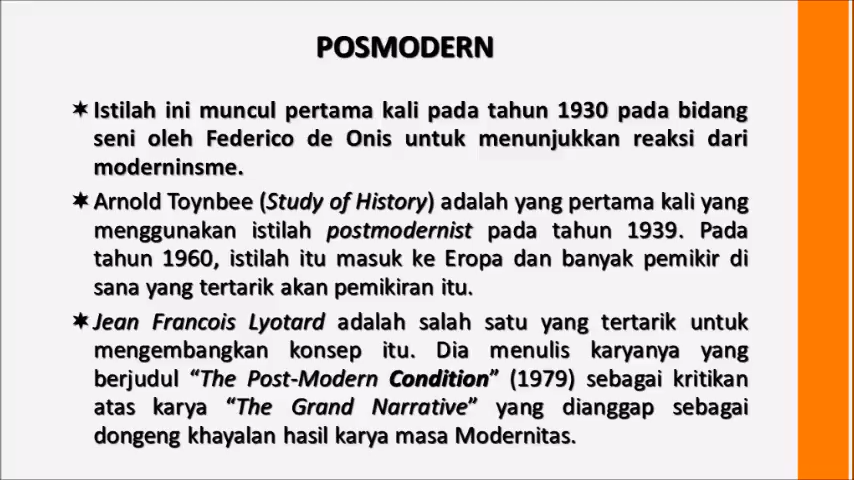 POSMODERN
✶ Istilah ini muncul pertama kali pada tahun 1930 pada bidang
seni oleh Federico de Onis untuk menunjukkan reaksi dari
moderninsme.
✶ Arnold Toynbee (Study of History) adalah yang pertama kali yang
menggunakan istilah postmodernist pada tahun 1939. Pada
tahun 1960, istilah itu masuk ke Eropa dan banyak pemikir di
sana yang tertarik akan pemikiran itu.
✶ Jean Francois Lyotard adalah salah satu yang tertarik untuk
mengembangkan konsep itu. Dia menulis karyanya yang
berjudul “The Post-Modern Condition” (1979) sebagai kritikan
atas karya “The Grand Narrative” yang dianggap sebagai
dongeng khayalan hasil karya masa Modernitas.